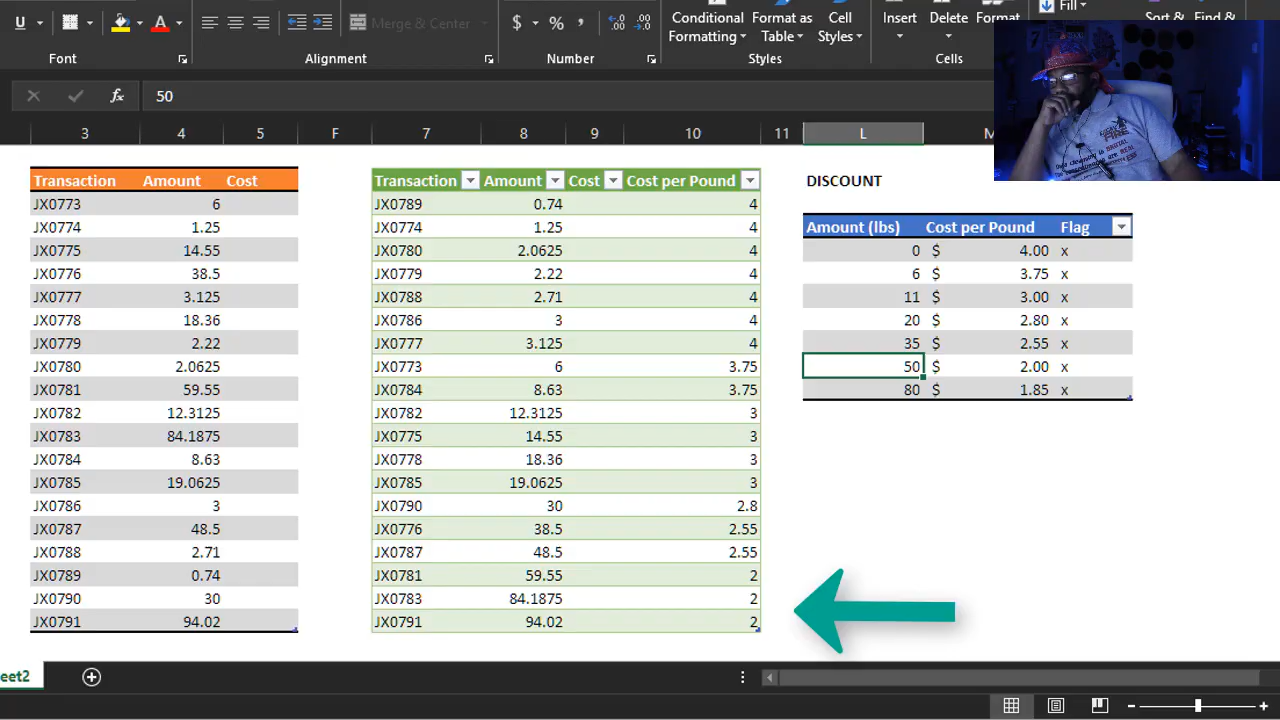 Merge & Center
$ % ,
Conditional Formatting
Format as Table
Cell Styles
Insert
Delete
Format
Fill
Sort &
Find &
Font
Alignment
Number
Styles
Cells
fx
50
3 4 5 F 7 8 9 10 11 L
Transaction Amount Cost
JX0773 6
JX0774 1.25
JX0775 14.55
JX0776 38.5
JX0777 3.125
JX0778 18.36
JX0779 2.22
JX0780 2.0625
JX0781 59.55
JX0782 12.3125
JX0783 84.1875
JX0784 8.63
JX0785 19.0625
JX0786 3
JX0787 48.5
JX0788 2.71
JX0789 0.74
JX0790 30
JX0791 94.02
Transaction Amount Cost Cost per Pound
JX0789 0.74 4
JX0774 1.25 4
JX0780 2.0625 4
JX0779 2.22 4
JX0788 2.71 4
JX0786 3 4
JX0777 3.125 4
JX0773 6 3.75
JX0784 8.63 3.75
JX0782 12.3125 3
JX0775 14.55 3
JX0778 18.36 3
JX0785 19.0625 3
JX0790 30 2.8
JX0776 38.5 2.55
JX0787 48.5 2.55
JX0781 59.55 2
JX0783 84.1875 2
JX0791 94.02 2
DISCOUNT
Amount (lbs) Cost per Pound Flag
0 $ 4.00 x
6 $ 3.75 x
11 $ 3.00 x
20 $ 2.80 x
35 $ 2.55 x
50 $ 2.00 x
80 $ 1.85 x
eet2